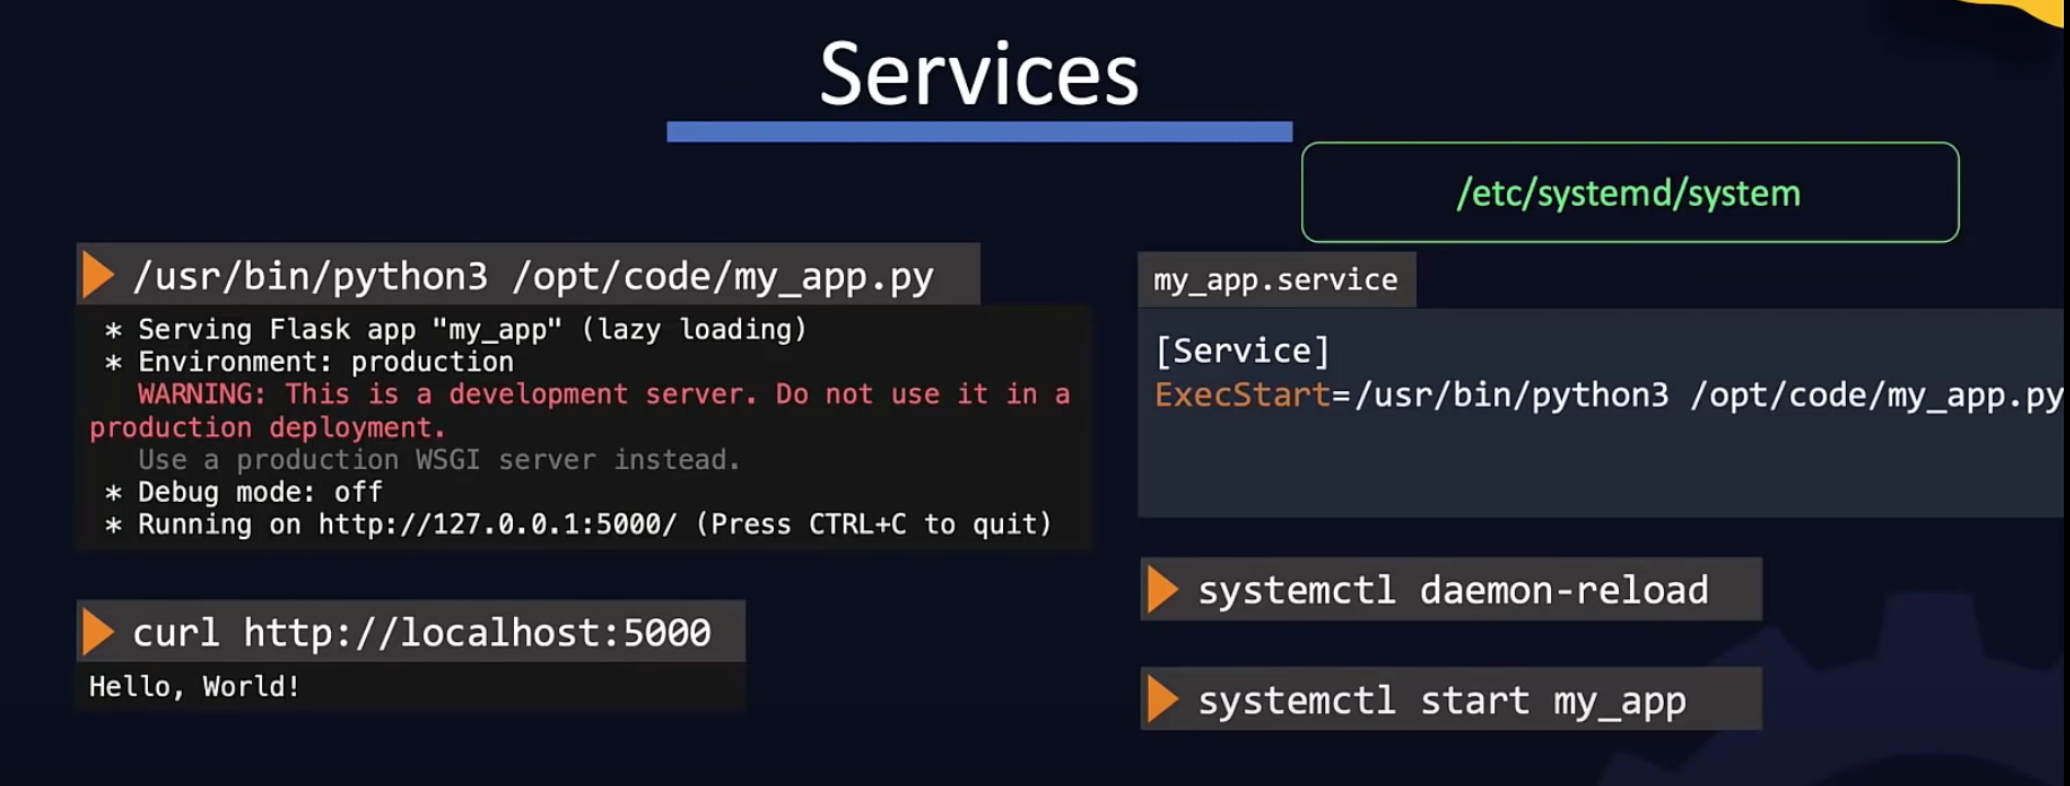 Services
/etc/systemd/system
/usr/bin/python3 /opt/code/my_app.py
* Serving Flask app "my_app" (lazy loading)
* Environment: production
WARNING: This is a development server. Do not use it in a
production deployment.
Use a production WSGI server instead.
* Debug mode: off
* Running on http://127.0.0.1:5000/ (Press CTRL+C to quit)
curl http://localhost:5000
Hello, World!
my_app.service
[Service]
ExecStart=/usr/bin/python3 /opt/code/my_app.py
systemctl daemon-reload
systemctl start my_app